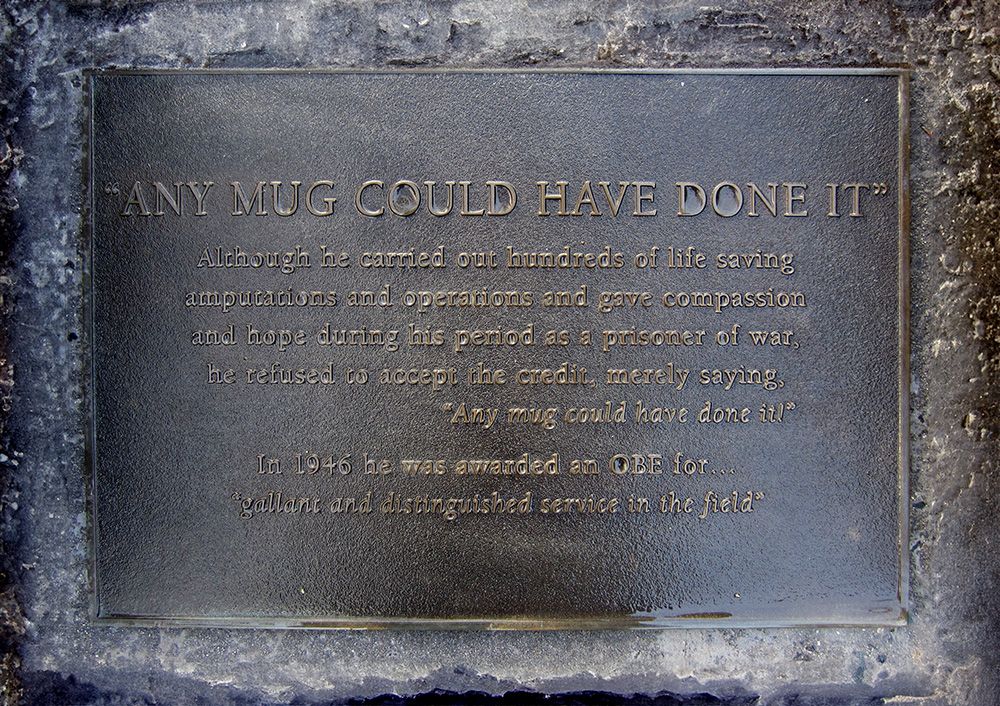 “ANY MUG COULD HAVE DONE IT”
Although he carried out hundreds of life saving
amputations and operations and gave compassion
and hope during his period as a prisoner of war,
he refused to accept the credit, merely saying,
“Any mug could have done it!”
In 1946 he was awarded an OBE for...
“gallant and distinguished service in the field”